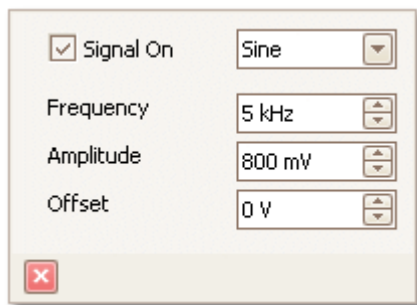 Signal On Sine
Frequency 5 kHz
Amplitude 800 mV
Offset 0 V